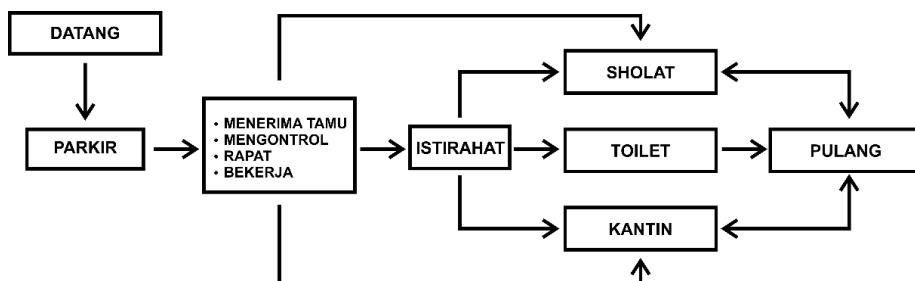 DATANG
PARKIR
• MENERIMA TAMU
• MENGONTROL
• RAPAT
• BEKERJA
ISTIRAHAT
SHOLAT
TOILET
KANTIN
PULANG